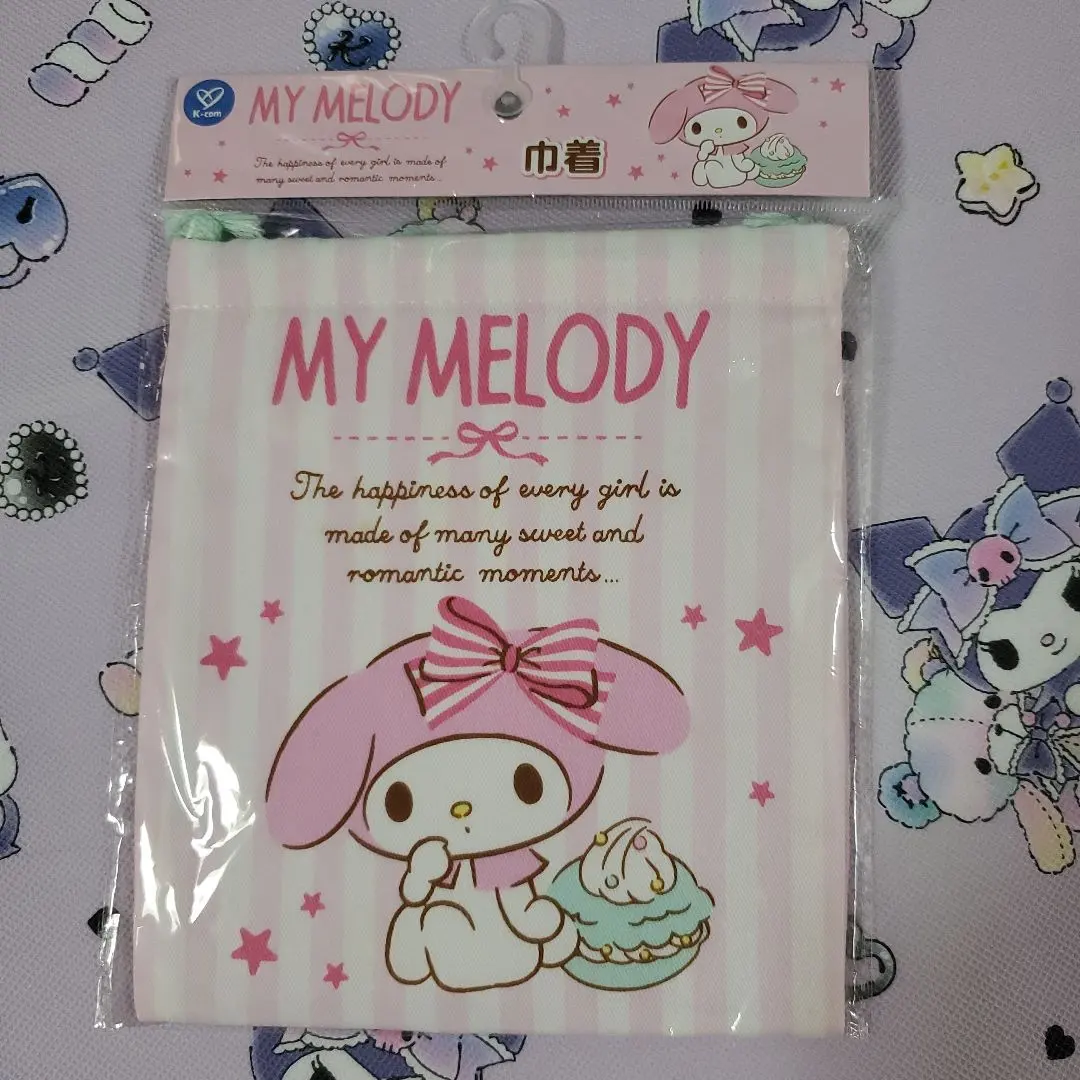 K-com
MY MELODY
The happiness of every girl is made of
many sweet and romantic moments...
巾着
MY MELODY
The happiness of every girl is
made of many sweet and
romantic moments...